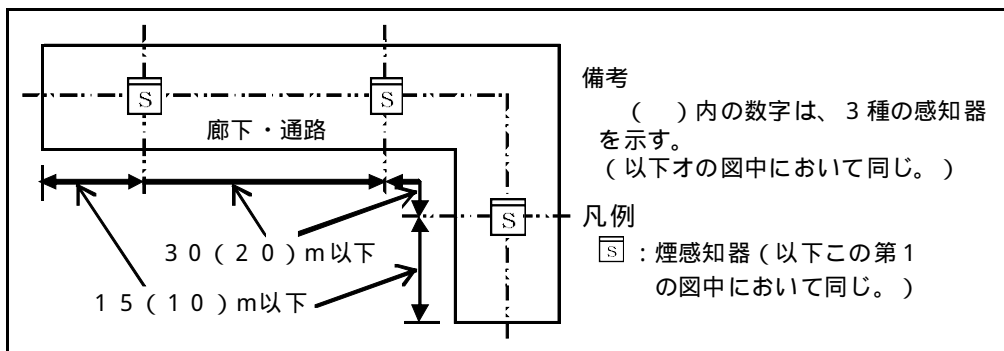 S
S
廊下・通路
S
30(20)m以下
15(10)m以下
備考
(　)内の数字は、3種の感知器
を示す。
(以下オの図中において同じ。)
凡例
S:煙感知器(以下この第1
の図中において同じ。)